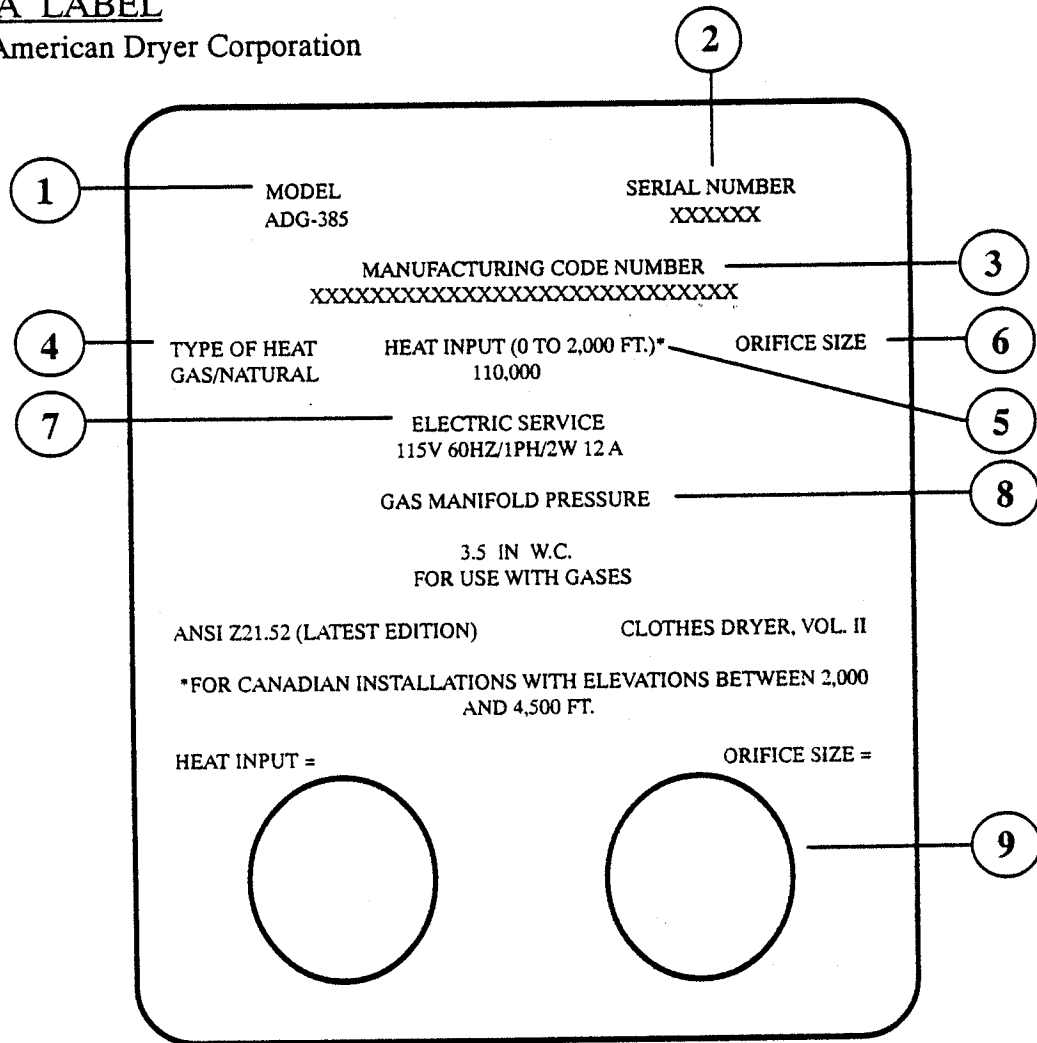 A LABEL
American Dryer Corporation
2
1
MODEL
ADG-385
SERIAL NUMBER
XXXXXX
3
MANUFACTURING CODE NUMBER
XXXXXXXXXXXXXXXXXXXXXXXXXXXX
4
TYPE OF HEAT
GAS/NATURAL
HEAT INPUT (0 TO 2,000 FT.)*
110,000
ORIFICE SIZE
6
7
ELECTRIC SERVICE
115V 60HZ/1PH/2W 12 A
5
GAS MANIFOLD PRESSURE
8
3.5 IN W.C.
FOR USE WITH GASES
ANSI Z21.52 (LATEST EDITION)
CLOTHES DRYER, VOL. II
*FOR CANADIAN INSTALLATIONS WITH ELEVATIONS BETWEEN 2,000
AND 4,500 FT.
HEAT INPUT =
ORIFICE SIZE =
9